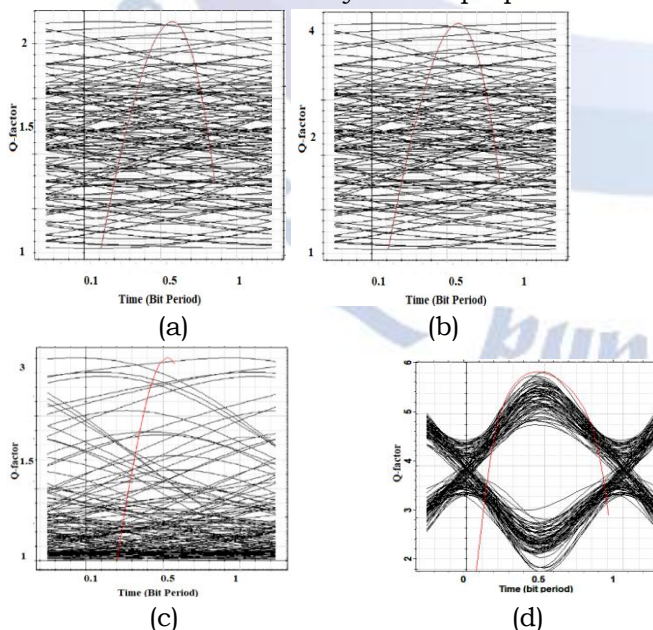 2
1.5
1
Q-factor
0.1 0.5 1
Time (Bit Period)
(a)
4
2
1
Q-factor
0.1 0.5 1
Time (Bit Period)
(b)
3
1.5
1
Q-factor
0.1 0.5 1
Time (Bit Period)
(c)
6
5
4
3
2
Q-factor
0 0.5 1
Time (bit period)
(d)